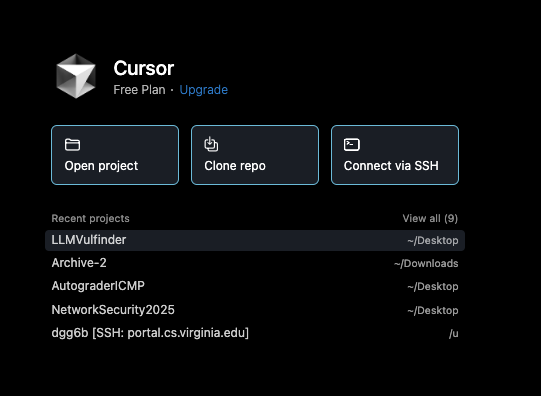 Cursor
Free Plan · Upgrade
Open project
Clone repo
Connect via SSH
Recent projects
View all (9)
LLMVulfinder
~/Desktop
Archive-2
~/Downloads
AutograderICMP
~/Desktop
NetworkSecurity2025
~/Desktop
dgg6b [SSH: portal.cs.virginia.edu]
/u